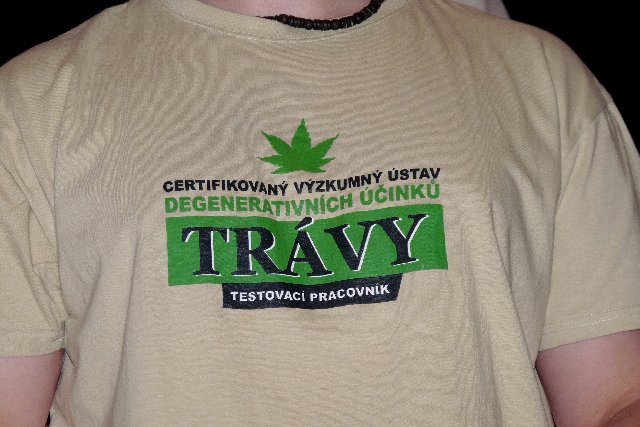 CERTIFIKOVANÝ VÝZKUMNÝ ÚSTAV
DEGENERATIVNÍCH ÚČINKŮ
TRÁVY
TESTOVACÍ PRACOVNÍK